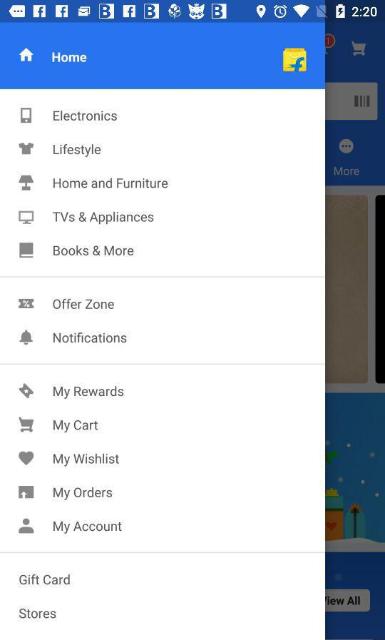 2:20
Home
1
Electronics
Lifestyle
Home and Furniture
More
TVs & Appliances
Books & More
Offer Zone
Notifications
My Rewards
My Cart
My Wishlist
My Orders
My Account
Gift Card
View All
Stores